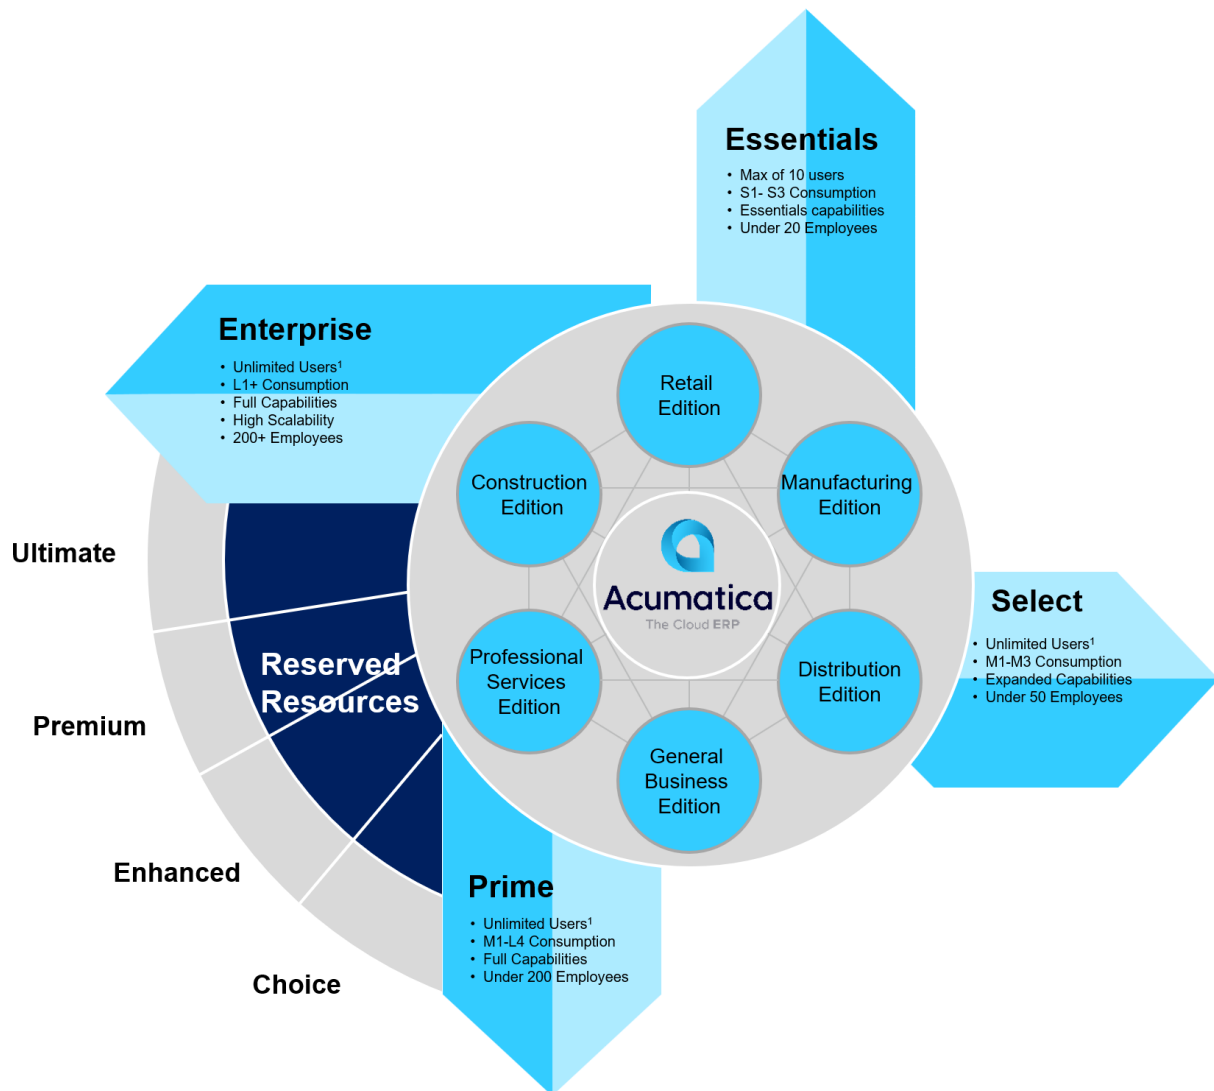 Essentials
• Max of 10 users
• S1- S3 Consumption
• Essentials capabilities
• Under 20 Employees
Enterprise
• Unlimited Users¹
• L1+ Consumption
• Full Capabilities
• High Scalability
• 200+ Employees
Retail
Edition
Construction
Edition
Manufacturing
Edition
Acumatica
The Cloud ERP
Professional
Services
Edition
Distribution
Edition
General
Business
Edition
Select
• Unlimited Users¹
• M1-M3 Consumption
• Expanded Capabilities
• Under 50 Employees
Ultimate
Reserved
Resources
Premium
Enhanced
Choice
Prime
• Unlimited Users¹
• M1-L4 Consumption
• Full Capabilities
• Under 200 Employees